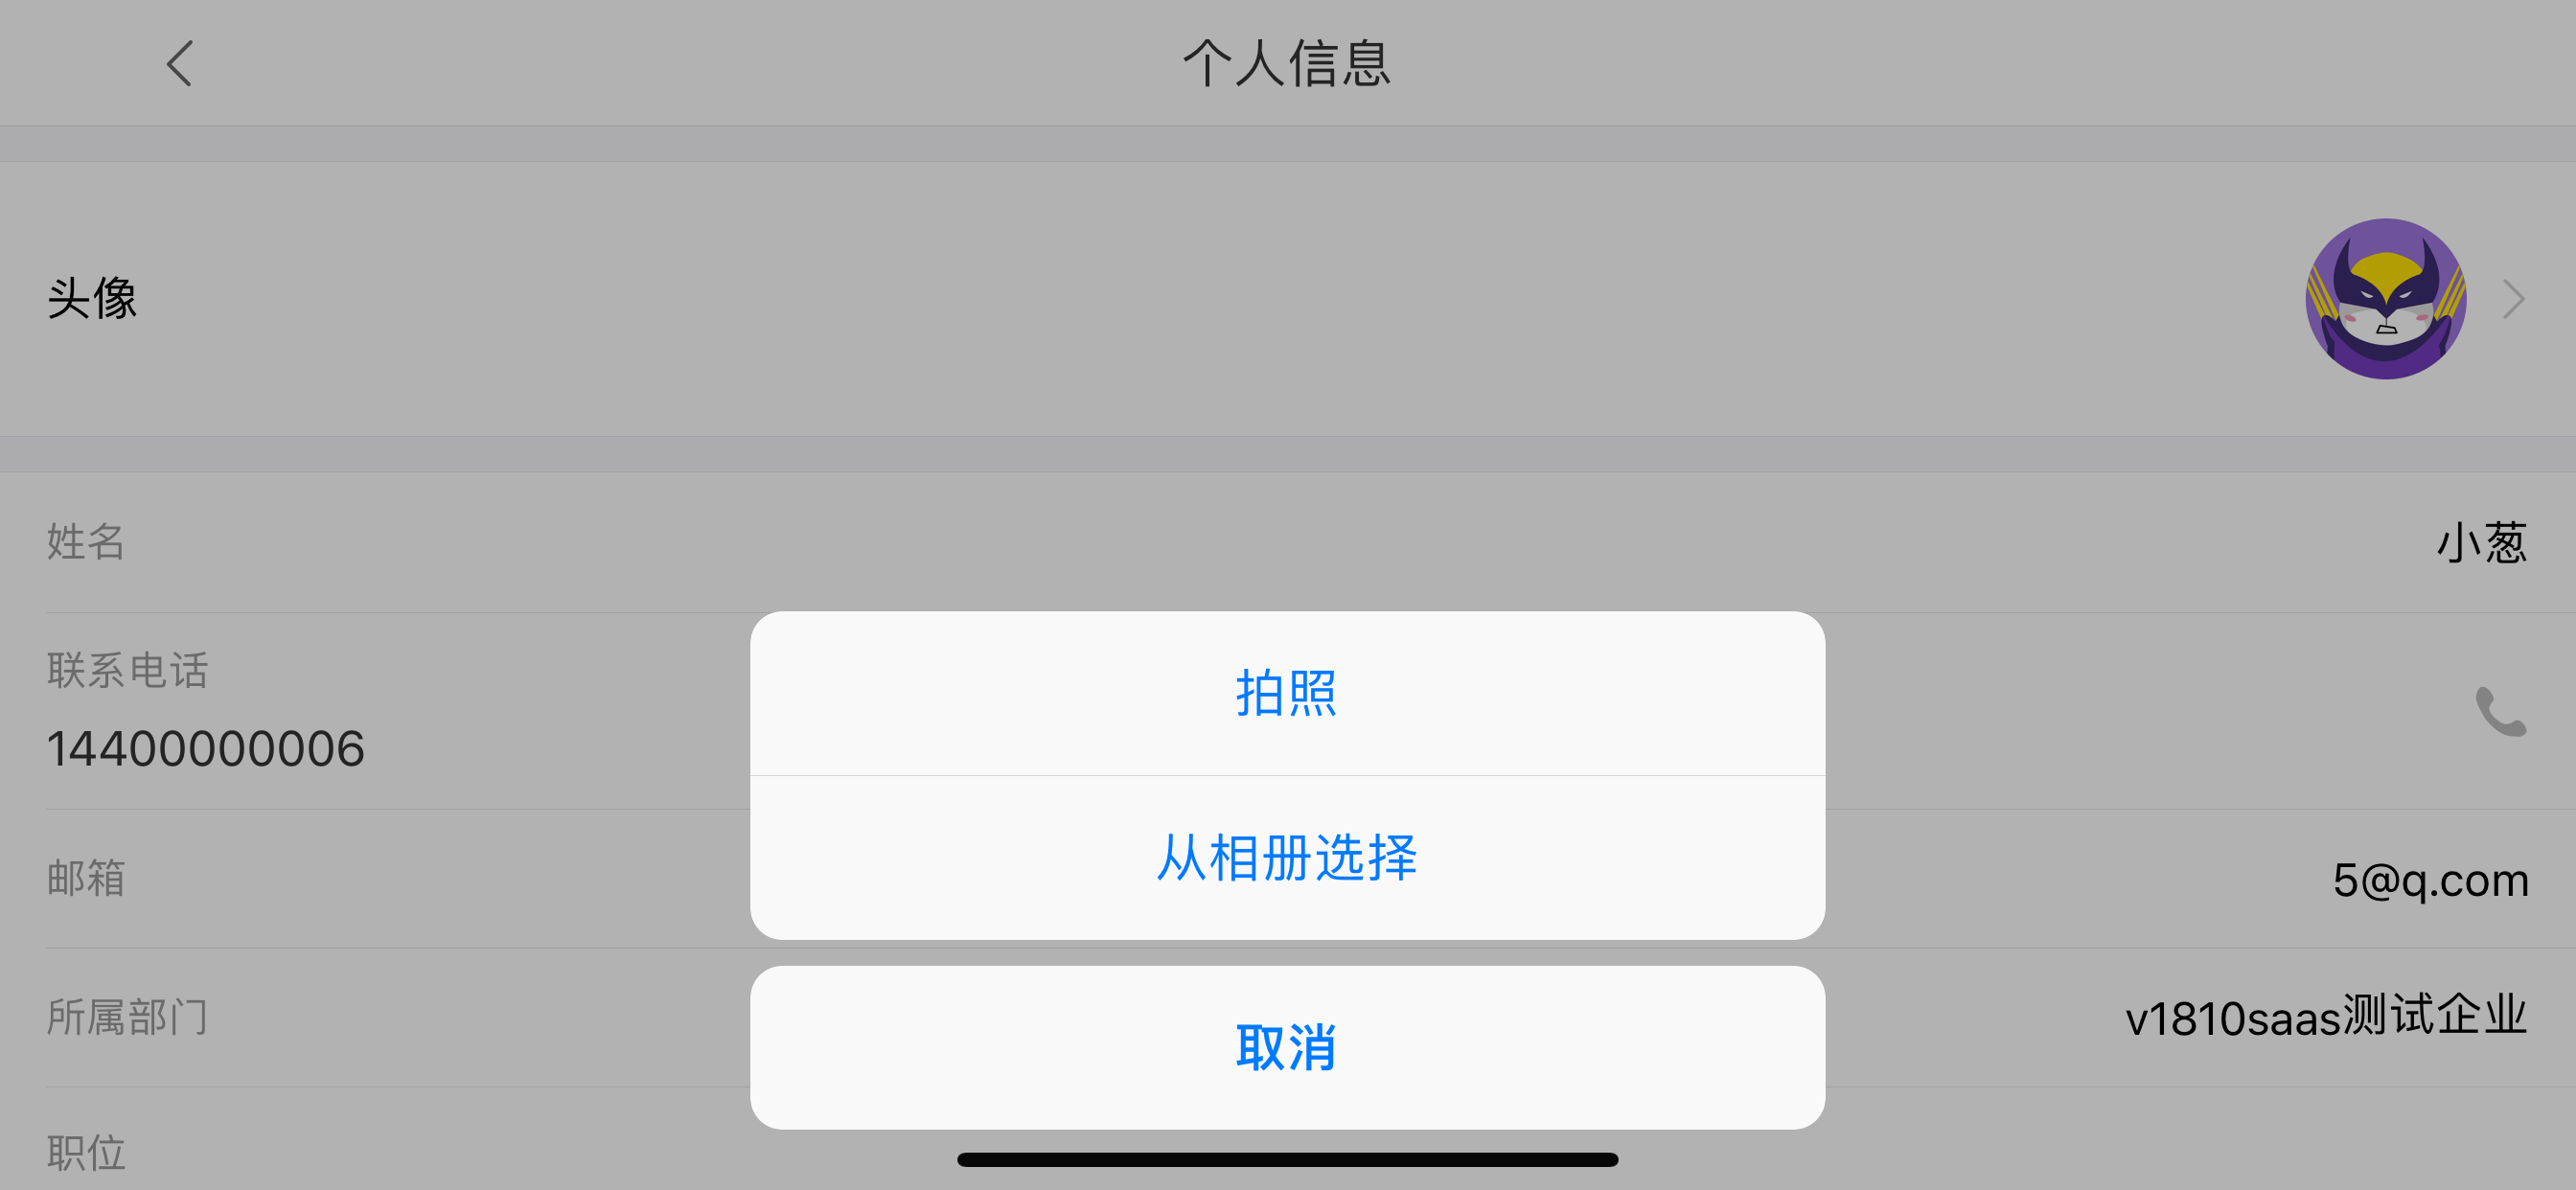 个人信息
头像
姓名
小葱
联系电话
14400000006
拍照
从相册选择
邮箱
5@q.com
所属部门
v1810saas测试企业
取消
职位